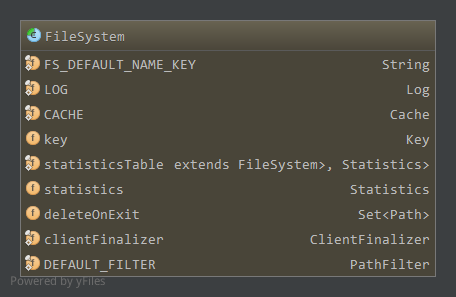 FileSystem
FS_DEFAULT_NAME_KEY String
LOG Log
CACHE Cache
key Key
statisticsTable extends FileSystem>, Statistics>
statistics Statistics
deleteOnExit Set<Path>
clientFinalizer ClientFinalizer
DEFAULT_FILTER PathFilter
Powered by yFiles